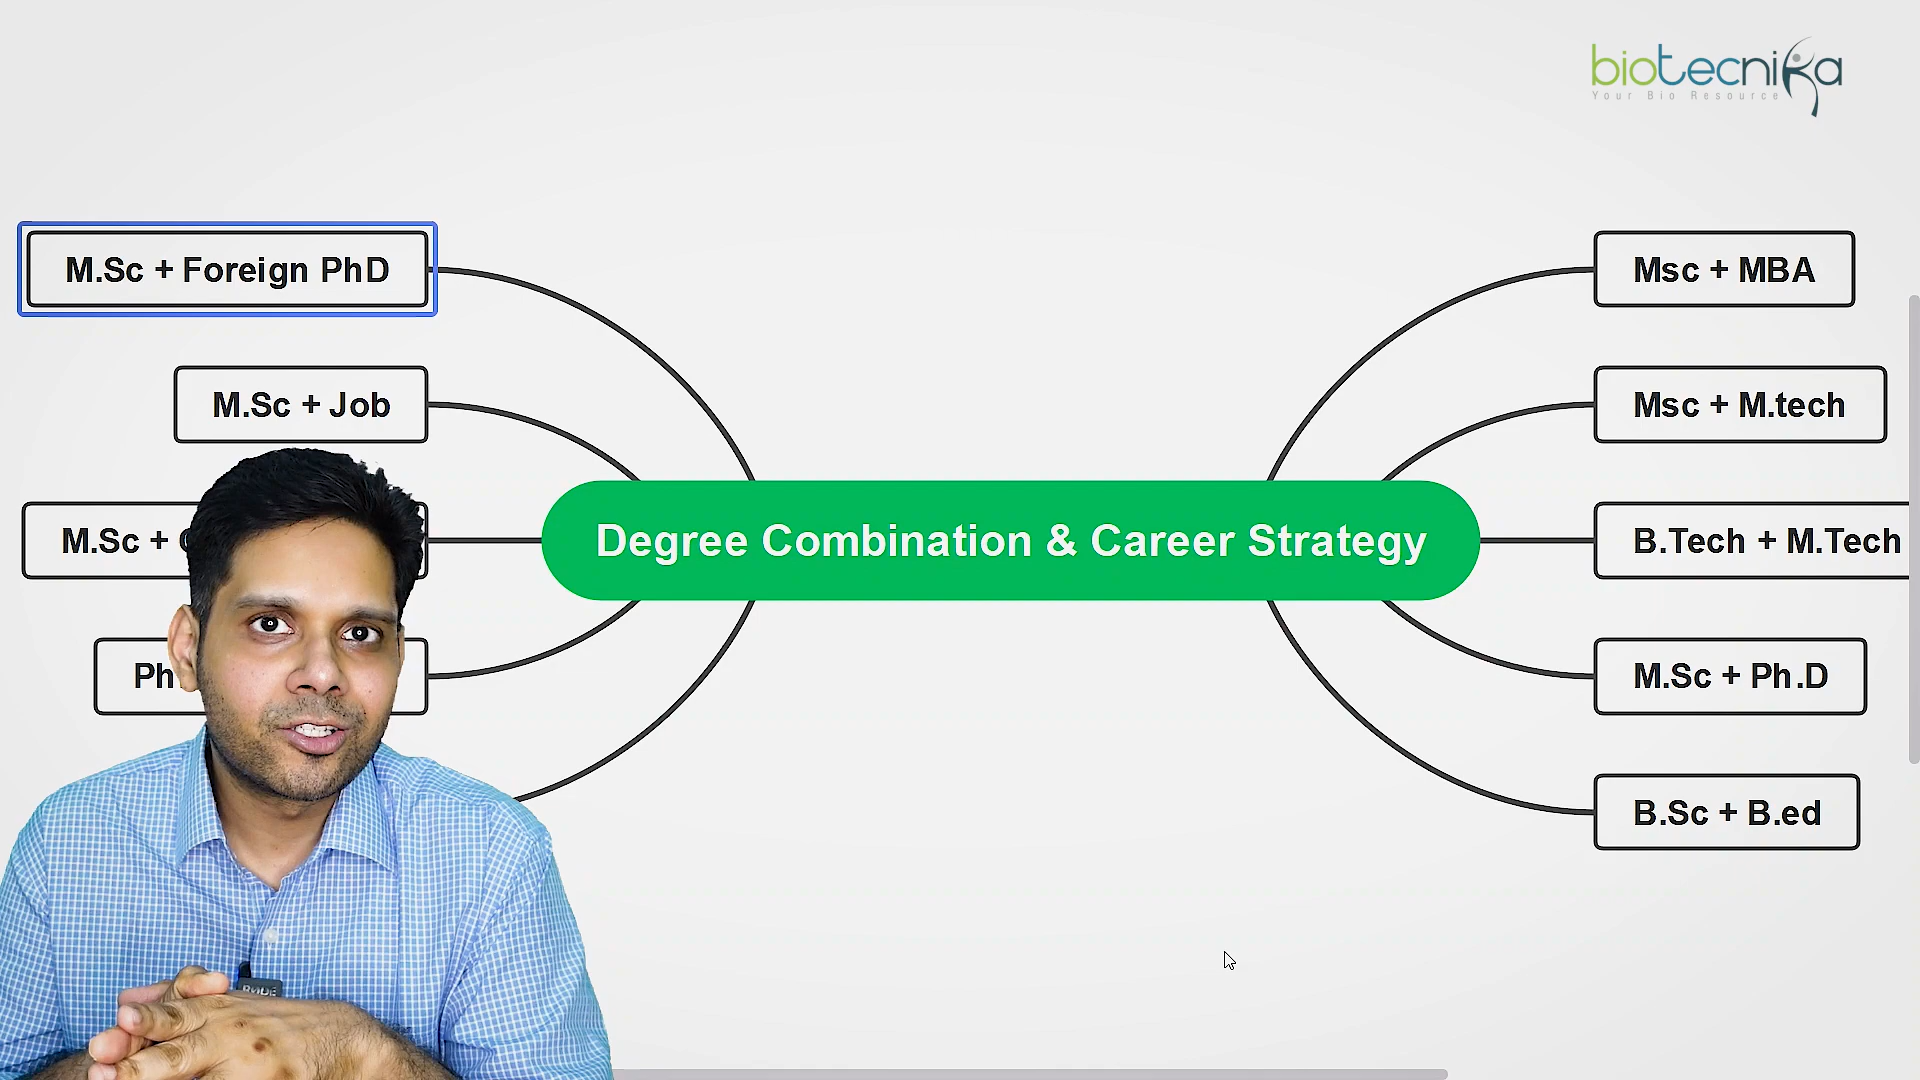 biotecnika
Your Bio Resource
M.Sc + Foreign PhD
M.Sc + Job
M.Sc +
Degree Combination & Career Strategy
Msc + MBA
Msc + M.tech
B.Tech + M.Tech
M.Sc + Ph.D
B.Sc + B.ed
RØDE